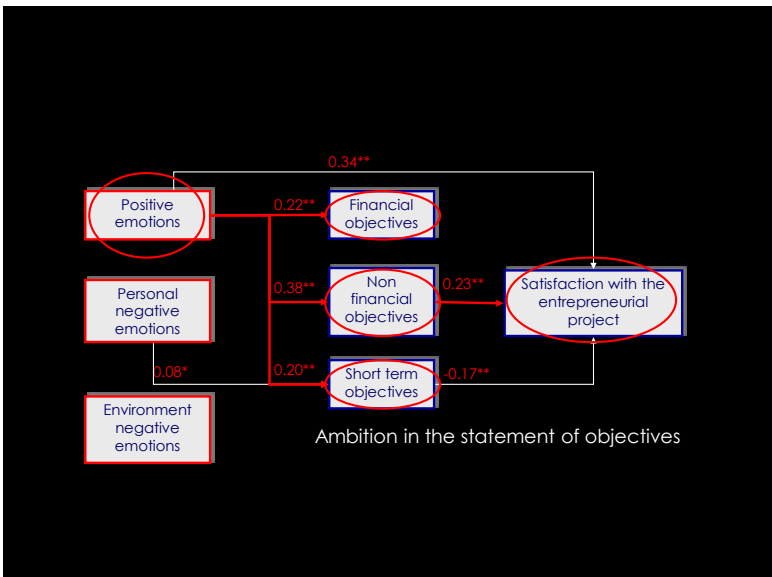 0.34**
Positive
emotions
0.22**
Financial
objectives
Personal
negative
emotions
0.38**
Non
financial
objectives
0.23**
Satisfaction with the
entrepreneurial
project
0.08*
0.20**
Short term
objectives
-0.17**
Environment
negative
emotions
Ambition in the statement of objectives